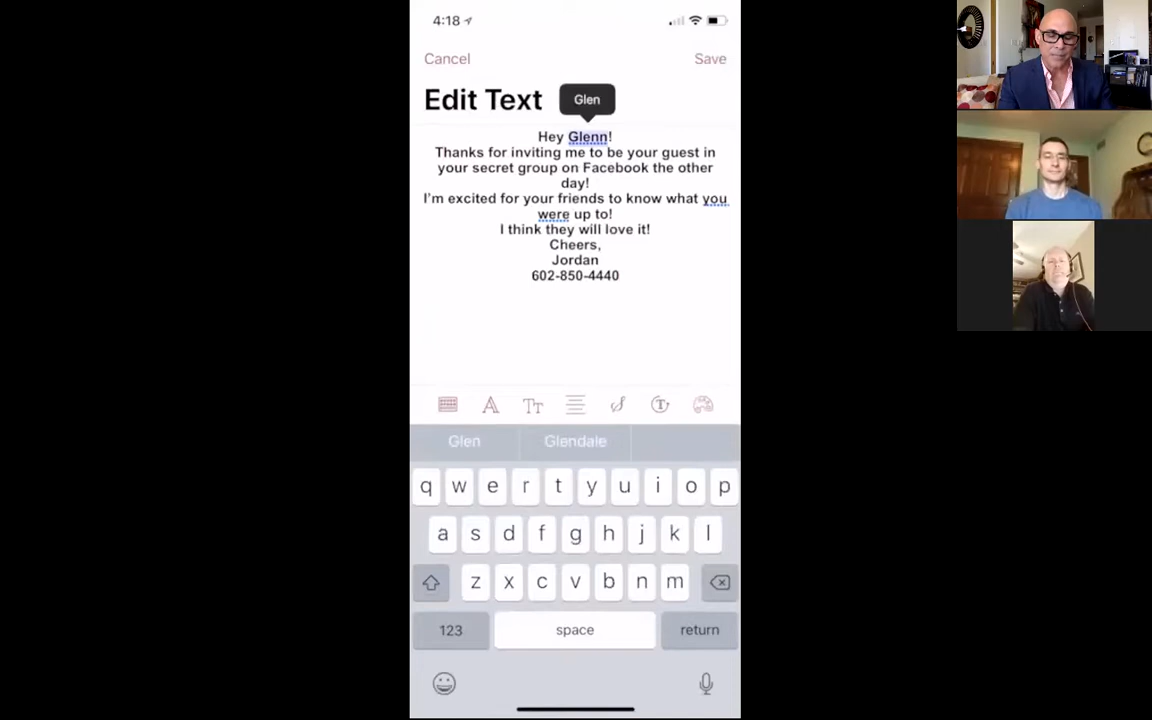 4:18
Cancel
Save
Edit Text
Glen
Hey Glenn!
Thanks for inviting me to be your guest in
your secret group on Facebook the other
day!
I'm excited for your friends to know what you
were up to!
I think they will love it!
Cheers,
Jordan
602-850-4440
Glen
Glendale
q w e r t y u i o p
a s d f g h j k l
z x c v b n m
123
space
return